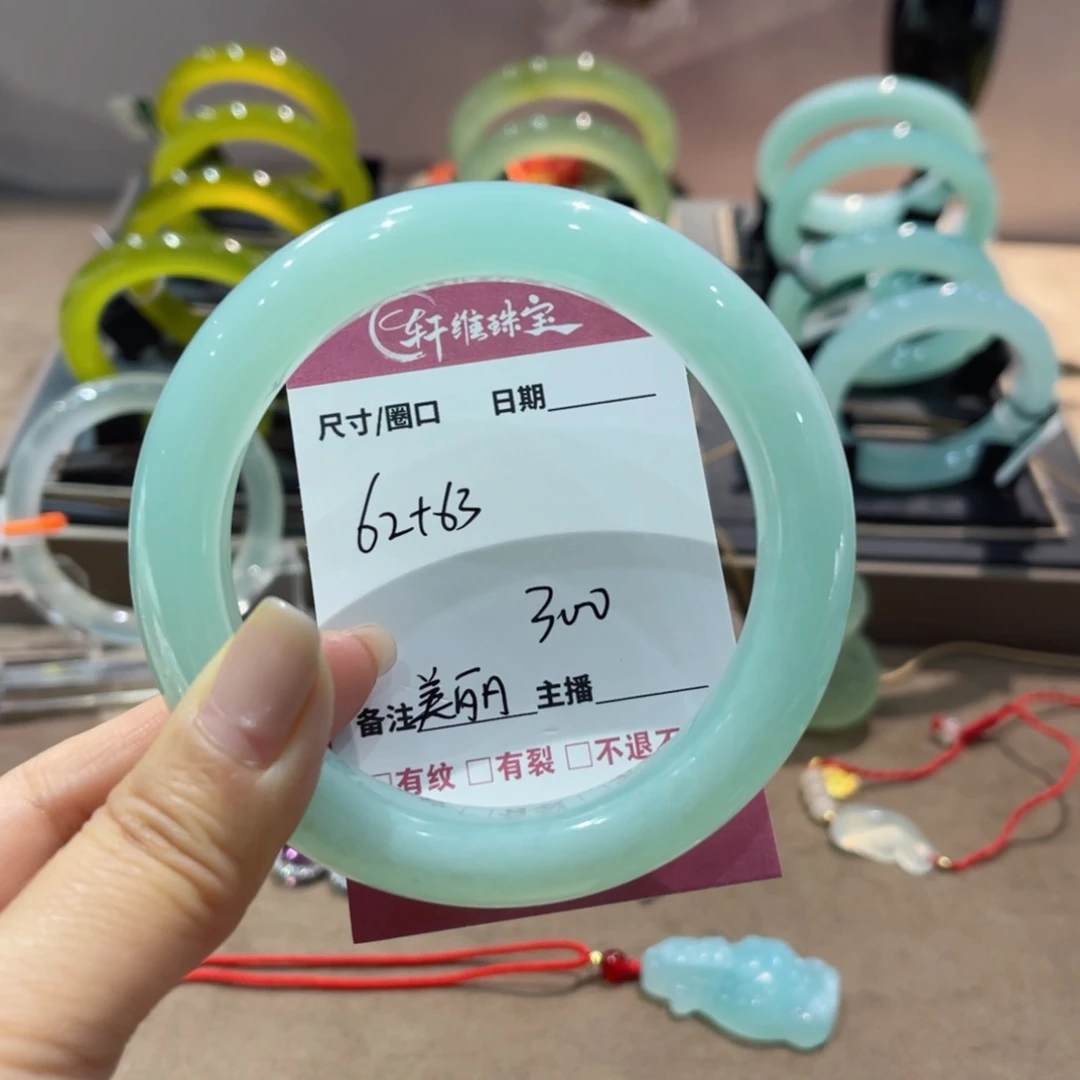 轩维珠宝
尺寸/圈口 日期
62+63
300
备注美丽 主播
□有纹 □有裂 □不退不